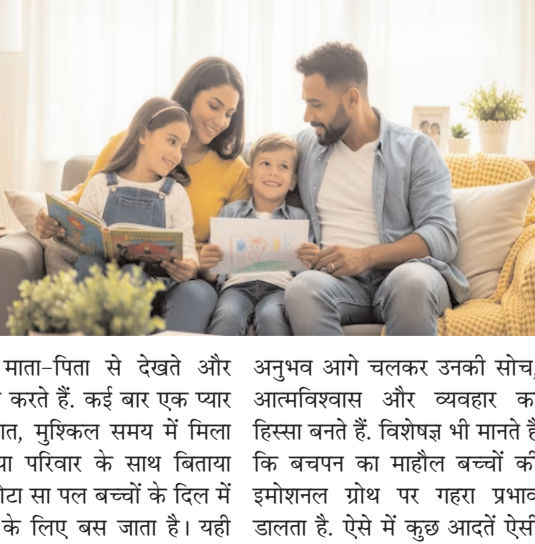 माता-पिता से देखते और
करते हैं. कई बार एक प्यार
मुश्किल समय में मिला
परिवार के साथ बिताया
सा पल बच्चों के दिल में
के लिए बस जाता है। यही
अनुभव आगे चलकर उनकी सोच,
आत्मविश्वास और व्यवहार का
हिस्सा बनते हैं. विशेषज्ञ भी मानते हैं
कि बचपन का माहौल बच्चों की
इमोशनल ग्रोथ पर गहरा प्रभाव
डालता है. ऐसे में कुछ आदतें ऐसी